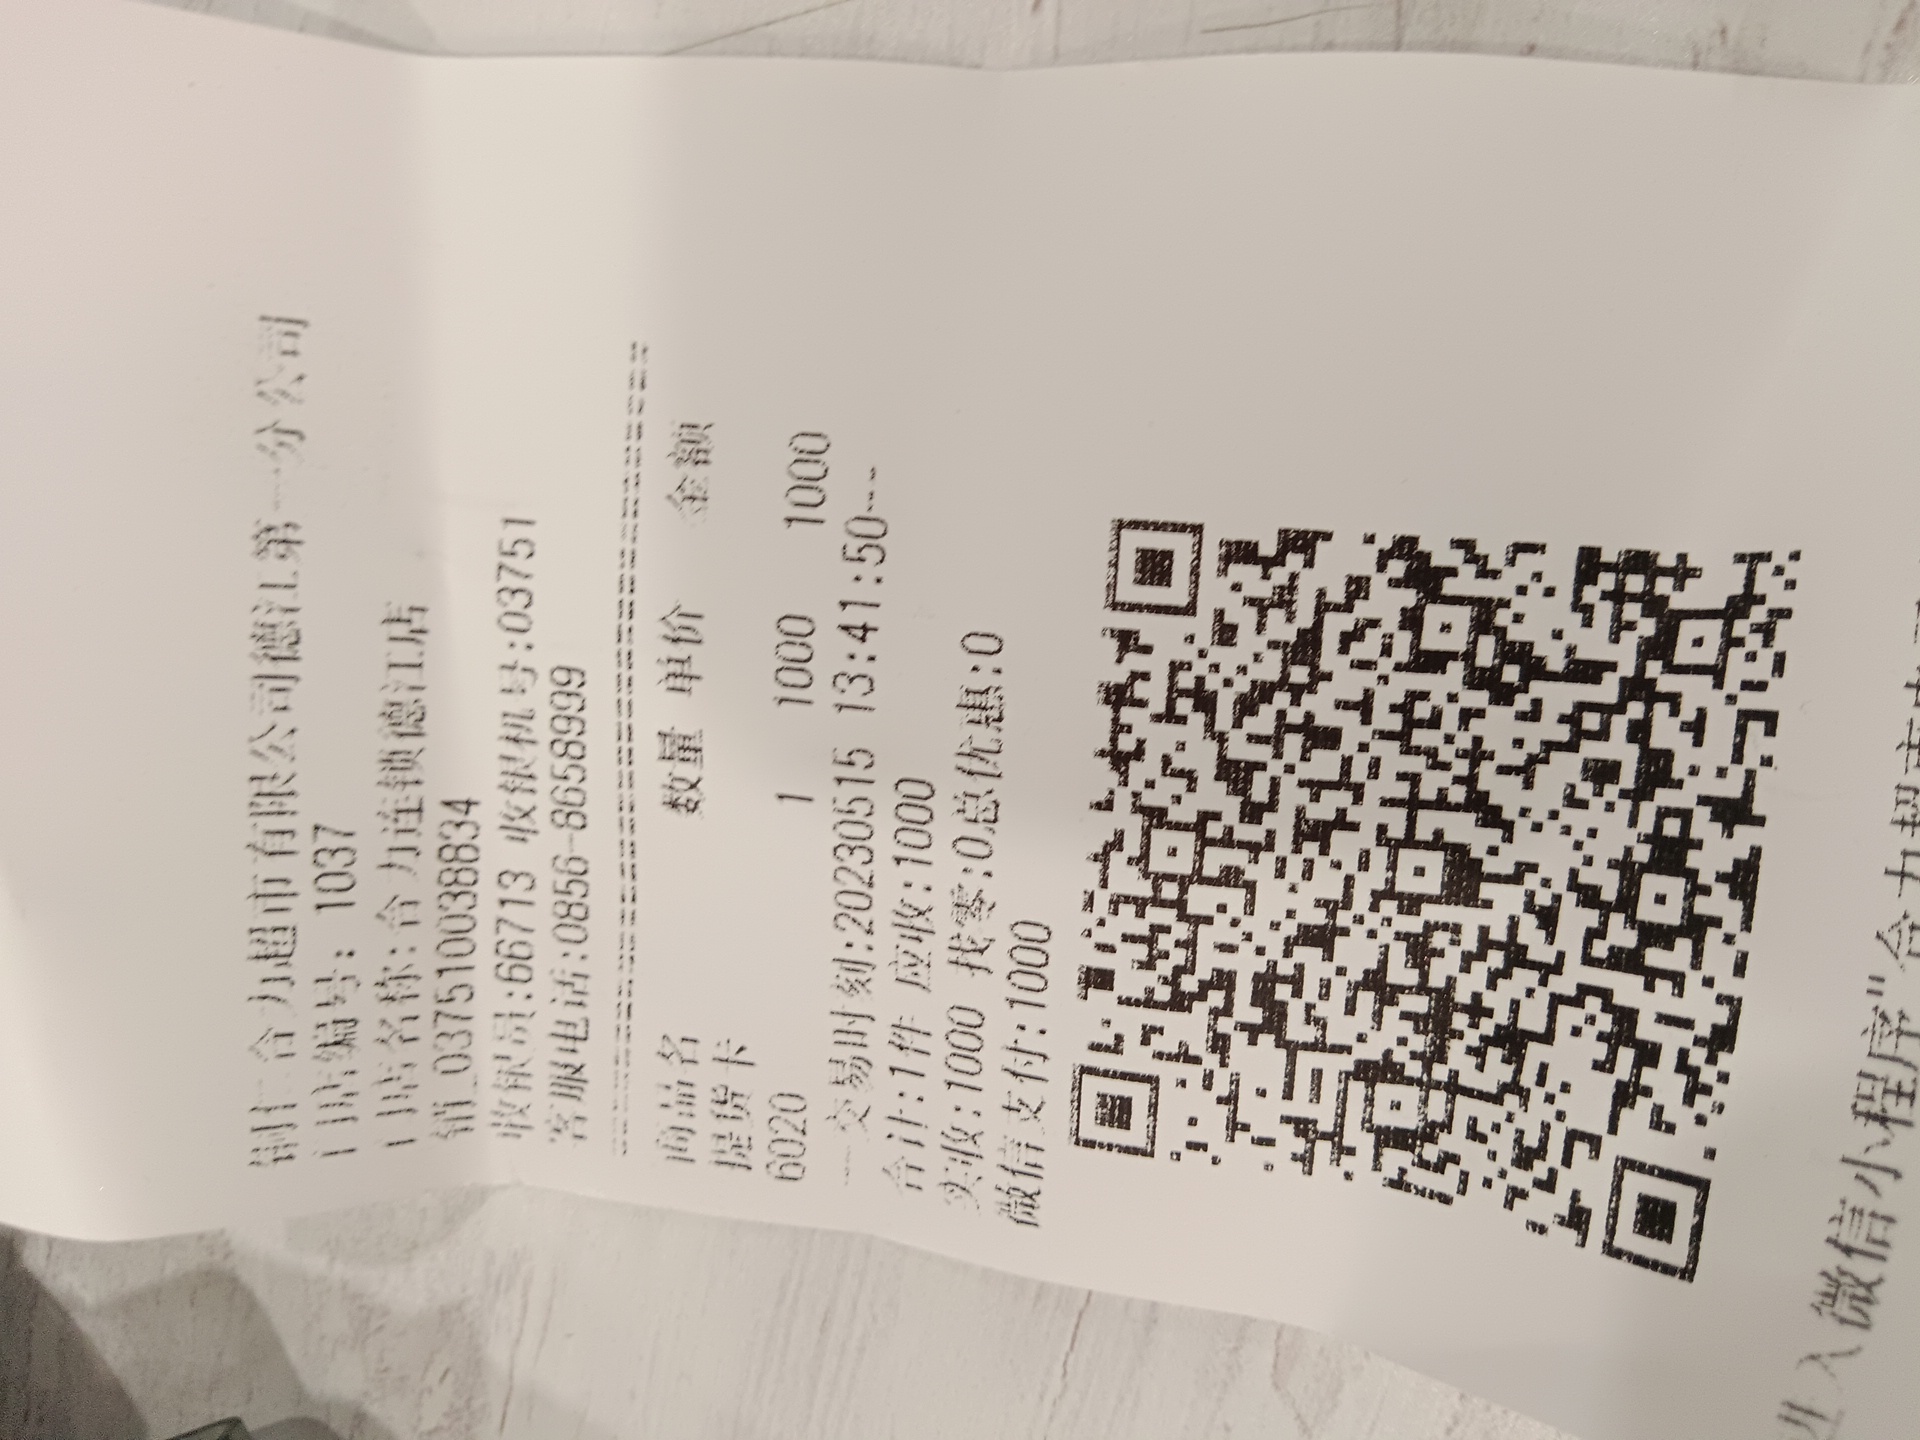 铜仁合力超市有限公司德江第一分公司
门店编号: 1037
门店名称:合力连锁德江店
销_037510038834
收银员:66713 收银机号:03751
客服电话:0856-8658999
商品名 数量 单价 金额
提货卡
6020 1 1000 1000
----交易时刻:20230515 13:41:50---
合计:1件 应收:1000
实收:1000 找零:0总优惠:0
微信支付:1000
进入微信小程序"合力超市